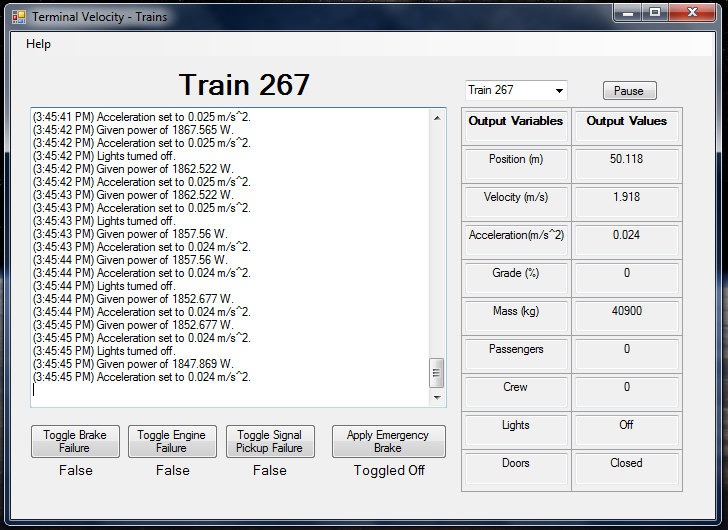 Terminal Velocity - Trains
Help
Train 267
(3:45:41 PM) Acceleration set to 0.025 m/s^2.
(3:45:42 PM) Given power of 1867.565 W.
(3:45:42 PM) Acceleration set to 0.025 m/s^2.
(3:45:42 PM) Lights turned off.
(3:45:42 PM) Given power of 1862.522 W.
(3:45:42 PM) Acceleration set to 0.025 m/s^2.
(3:45:43 PM) Given power of 1862.522 W.
(3:45:43 PM) Acceleration set to 0.025 m/s^2.
(3:45:43 PM) Lights turned off.
(3:45:43 PM) Given power of 1857.56 W.
(3:45:43 PM) Acceleration set to 0.024 m/s^2.
(3:45:44 PM) Given power of 1857.56 W.
(3:45:44 PM) Acceleration set to 0.024 m/s^2.
(3:45:44 PM) Lights turned off.
(3:45:44 PM) Given power of 1852.677 W.
(3:45:44 PM) Acceleration set to 0.024 m/s^2.
(3:45:45 PM) Given power of 1852.677 W.
(3:45:45 PM) Acceleration set to 0.024 m/s^2.
(3:45:45 PM) Lights turned off.
(3:45:45 PM) Given power of 1847.869 W.
(3:45:45 PM) Acceleration set to 0.024 m/s^2.
Toggle Brake
Failure
False
Toggle Engine
Failure
False
Toggle Signal
Pickup Failure
False
Apply Emergency
Brake
Toggled Off
Train 267
Pause
Output Variables Output Values
Position (m) 50.118
Velocity (m/s) 1.918
Acceleration(m/s^2) 0.024
Grade (%) 0
Mass (kg) 40900
Passengers 0
Crew 0
Lights Off
Doors Closed